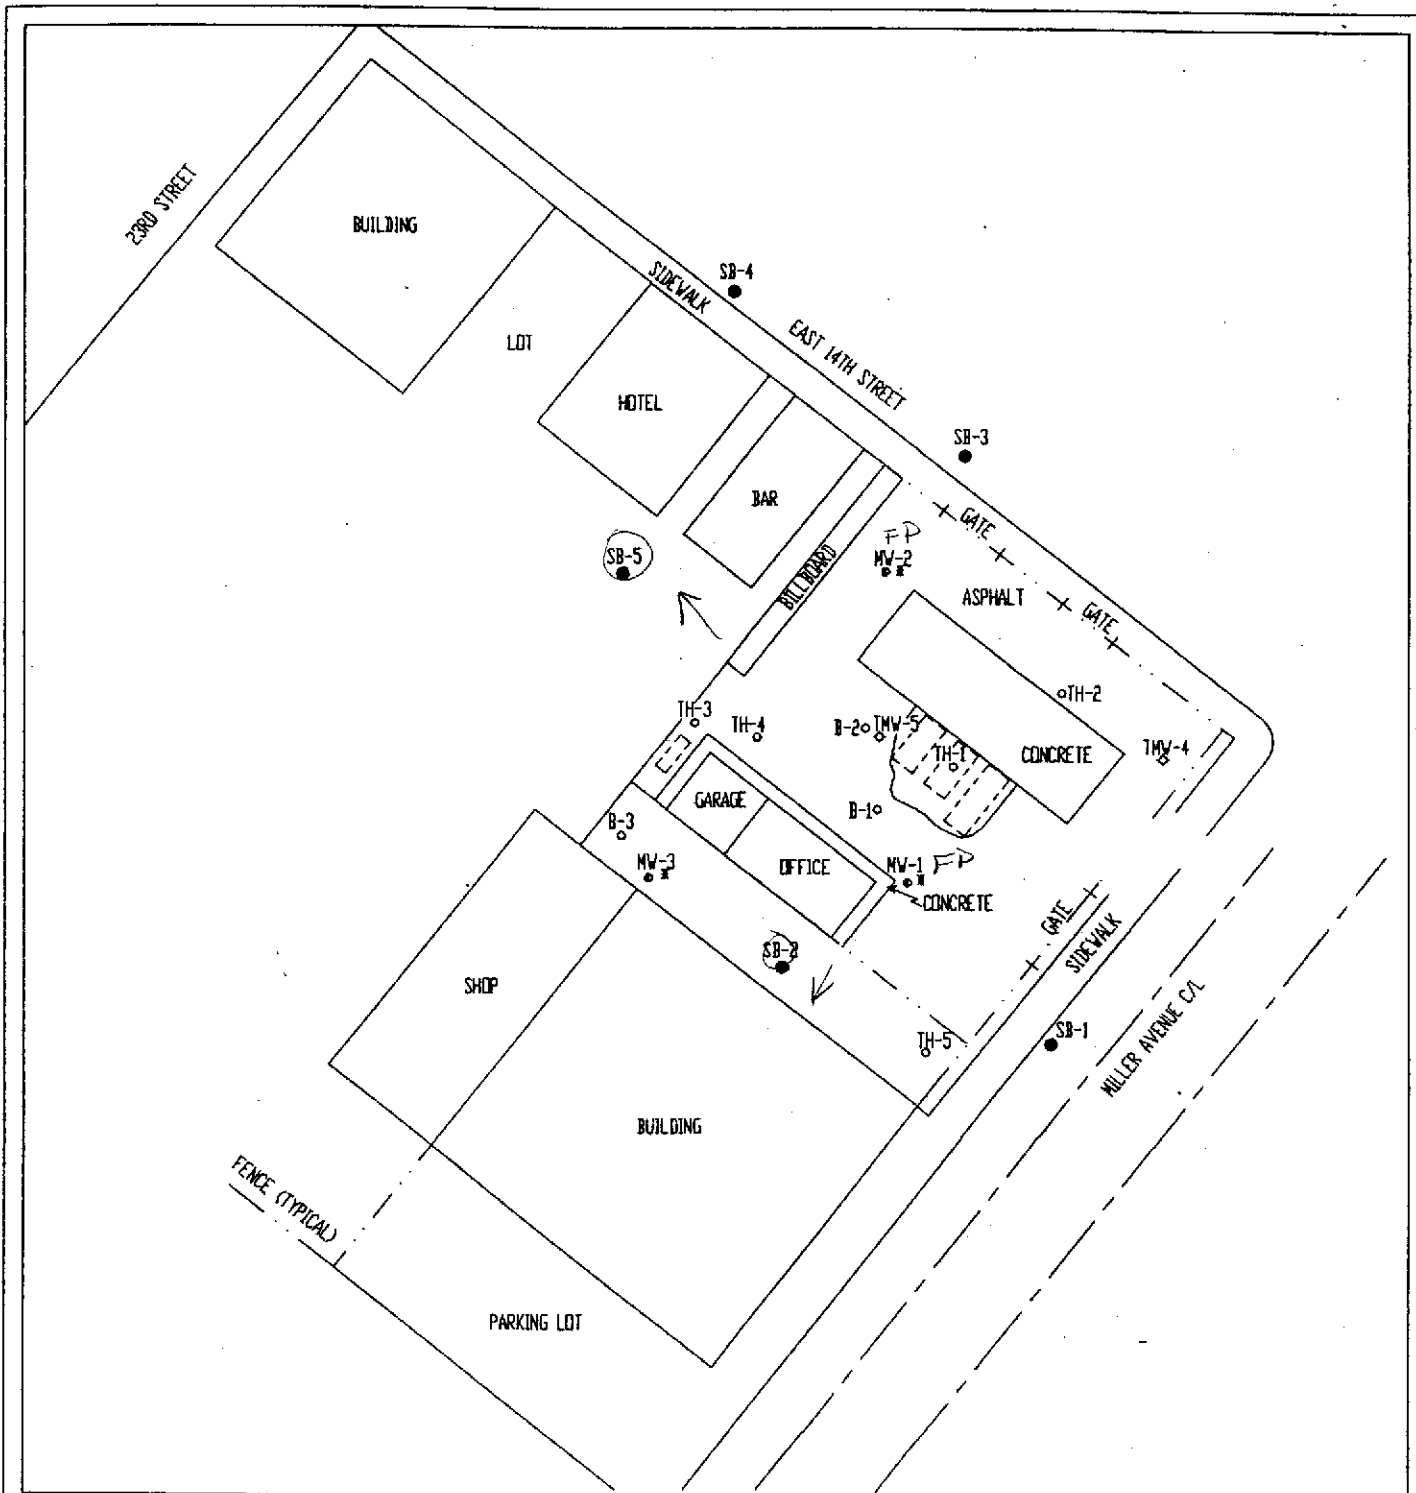 23RD STREET
BUILDING
SB-4
SIDEWALK
LOT
EAST 14TH STREET
HOTEL
SB-3
BAR
GATE
FP
SB-5
MW-2
BILLBOARD
ASPHALT
GATE
TH-2
TH-3
TH-4
B-2
TMW-5
TH-1
CONCRETE
TMW-4
GARAGE
B-1
B-3
MW-3
OFFICE
MW-1
FP
CONCRETE
GATE
SIDEWALK
SB-2
SHOP
TH-5
SB-1
MILLER AVENUE C/L
BUILDING
FENCE (TYPICAL)
PARKING LOT